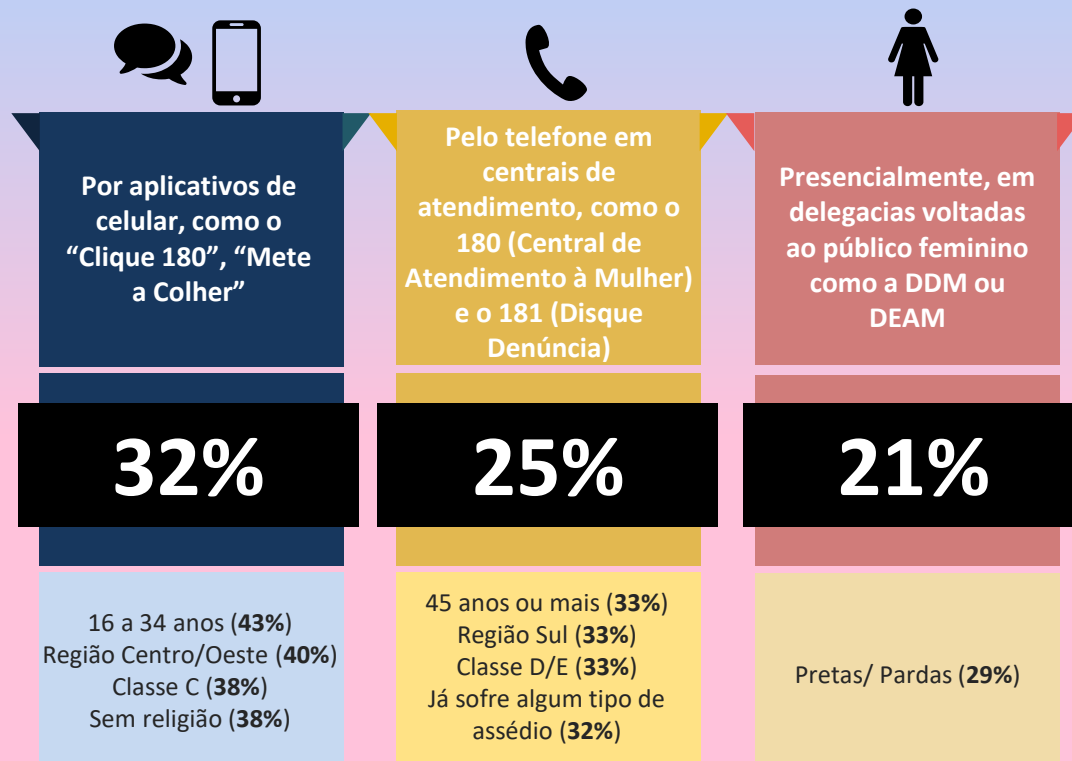 Por aplicativos de
celular, como o
“Clique 180”, “Mete
a Colher”
32%
16 a 34 anos (43%)
Região Centro/Oeste (40%)
Classe C (38%)
Sem religião (38%)
Pelo telefone em
centrais de
atendimento, como o
180 (Central de
Atendimento à Mulher)
e o 181 (Disque
Denúncia)
25%
45 anos ou mais (33%)
Região Sul (33%)
Classe D/E (33%)
Já sofre algum tipo de
assédio (32%)
Presencialmente, em
delegacias voltadas
ao público feminino
como a DDM ou
DEAM
21%
Pretas/ Pardas (29%)